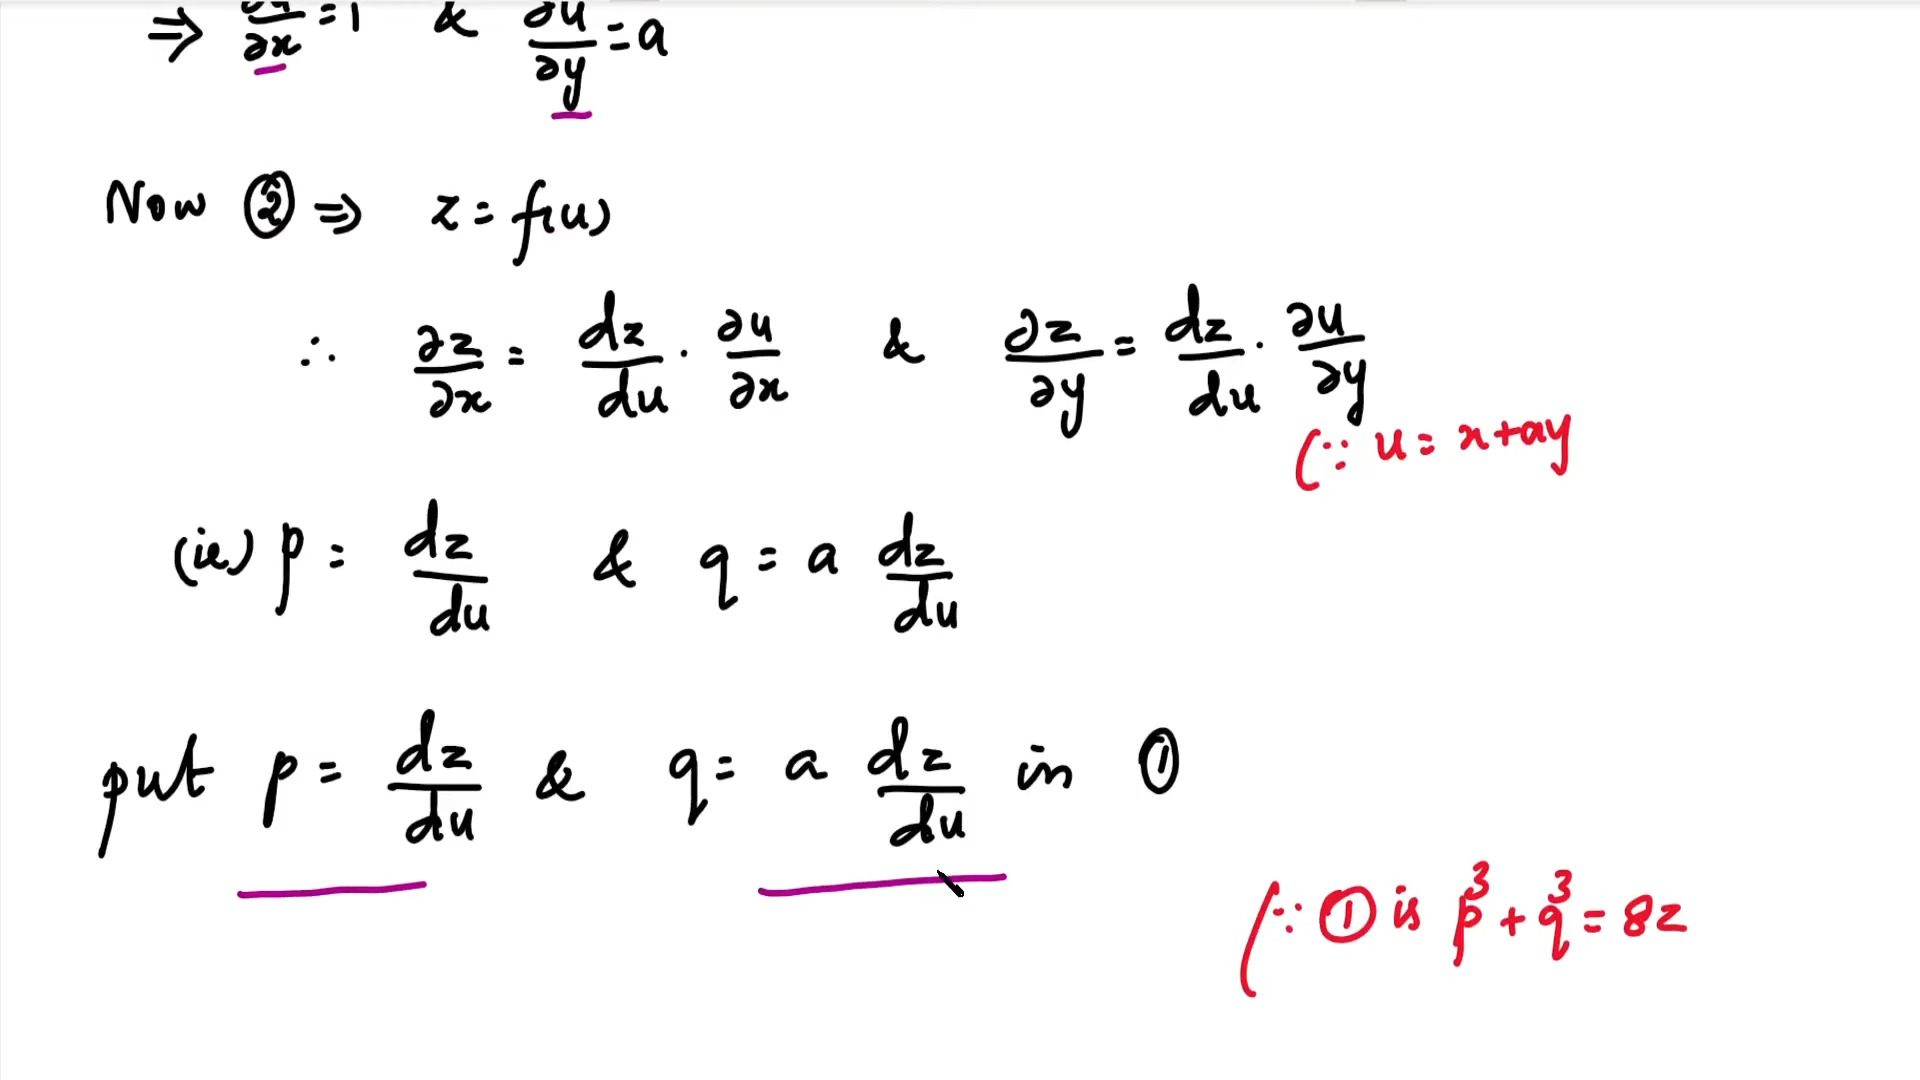 ⇒ ∂u/∂x = 1 & ∂u/∂y = a
Now ② ⇒ z = f(u)
∴ ∂z/∂x = dz/du · ∂u/∂x & ∂z/∂y = dz/du · ∂u/∂y
(∵ u = x+ay
(ie) p = dz/du & q = a dz/du
put p = dz/du & q = a dz/du in ①
(∵ ① is p³ + q³ = 8z